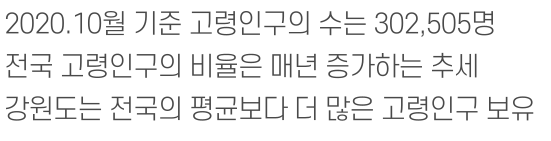 2020.10월 기준 고령인구의 수는 302,505명
전국 고령인구의 비율은 매년 증가하는 추세
강원도는 전국의 평균보다 더 많은 고령인구 보유